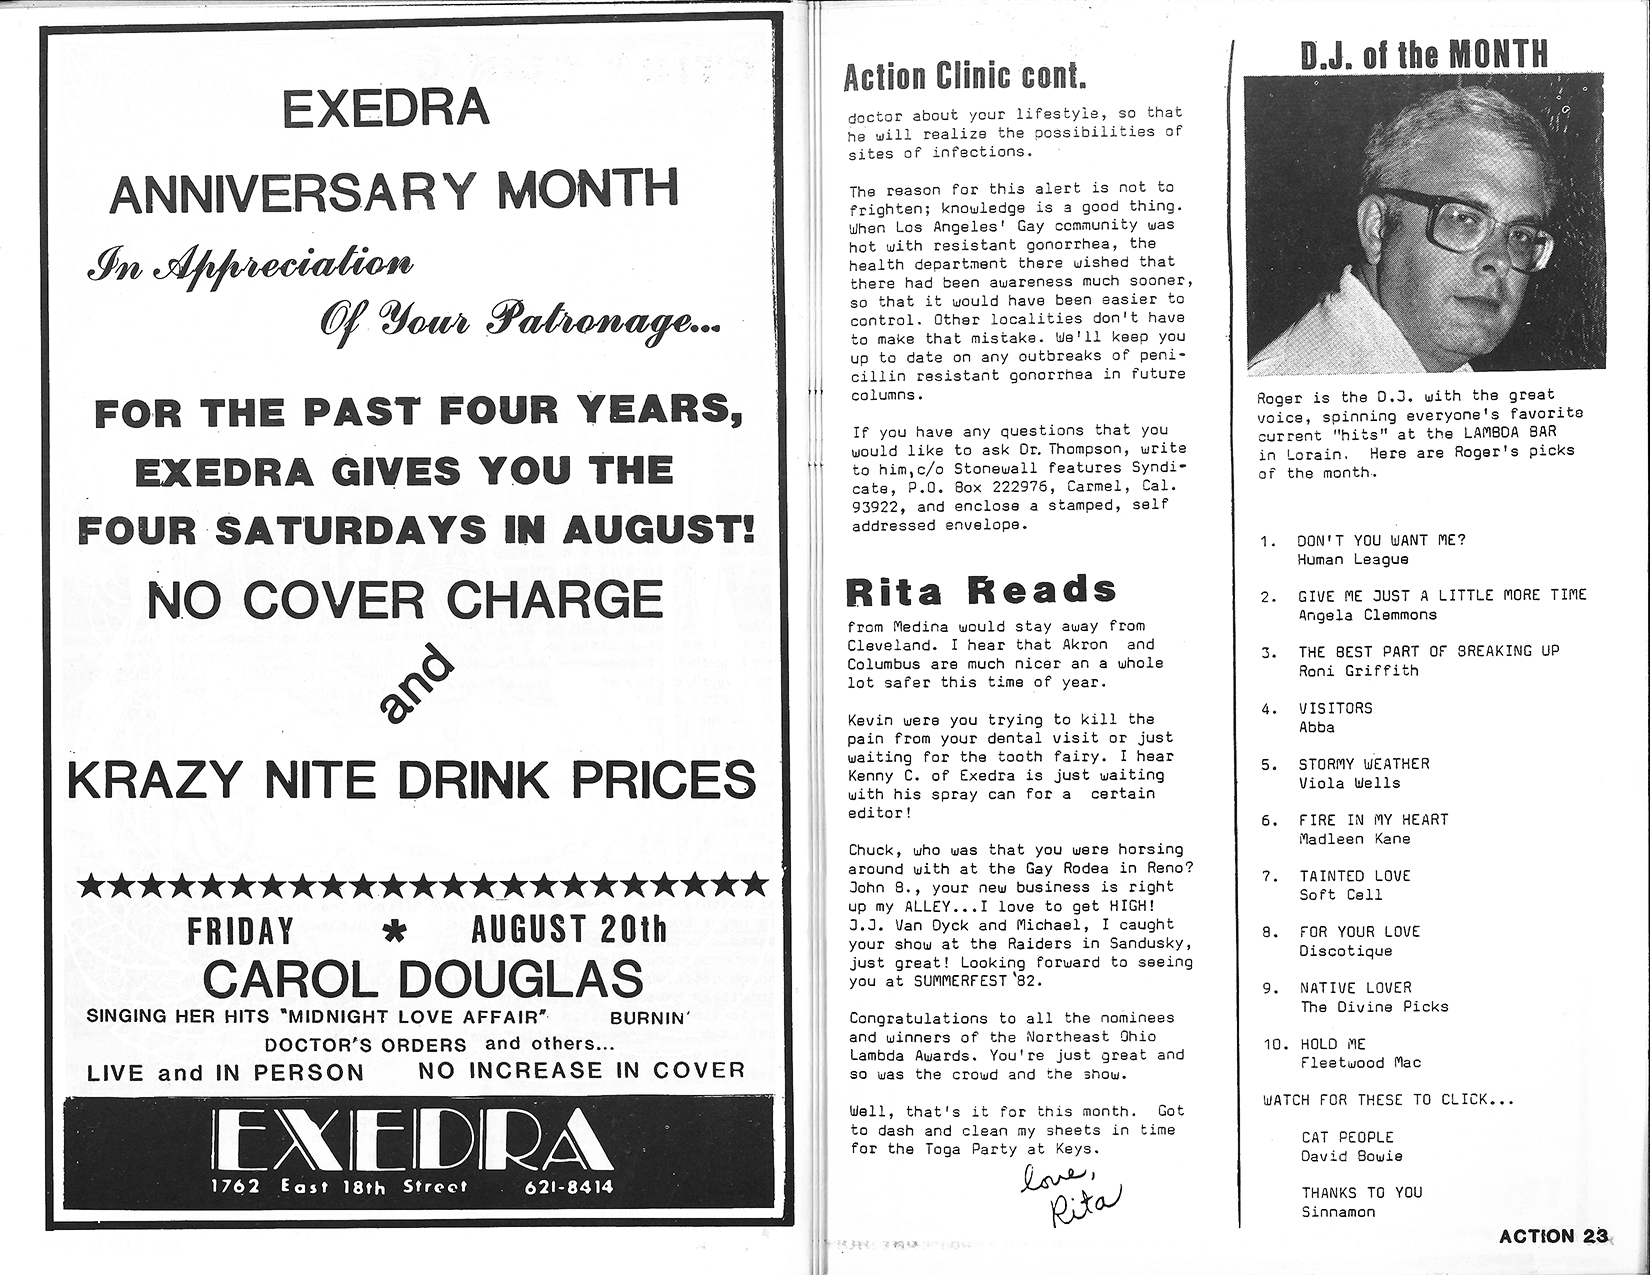 EXEDRA
ANNIVERSARY MONTH
In Appreciation
Of Your Patronage...
FOR THE PAST FOUR YEARS,
EXEDRA GIVES YOU THE
FOUR SATURDAYS IN AUGUST!
NO COVER CHARGE
and
KRAZY NITE DRINK PRICES
★★★★★★★★★★★★★★★★★★★★★★★
FRIDAY * AUGUST 20th
CAROL DOUGLAS
SINGING HER HITS "MIDNIGHT LOVE AFFAIR" BURNIN'
DOCTOR'S ORDERS and others...
LIVE and IN PERSON NO INCREASE IN COVER
EXEDRA
1762 East 18th Street 621-8414
Action Clinic cont.
doctor about your lifestyle, so that
he will realize the possibilities of
sites of infections.
The reason for this alert is not to
frighten; knowledge is a good thing.
When Los Angeles' Gay community was
hot with resistant gonorrhea, the
health department there wished that
there had been awareness much sooner,
so that it would have been easier to
control. Other localities don't have
to make that mistake. We'll keep you
up to date on any outbreaks of peni-
cillin resistant gonorrhea in future
columns.
If you have any questions that you
would like to ask Dr. Thompson, write
to him,c/o Stonewall features Syndi-
cate, P.O. Box 222976, Carmel, Cal.
93922, and enclose a stamped, self
addressed envelope.
Rita Reads
from Medina would stay away from
Cleveland. I hear that Akron and
Columbus are much nicer an a whole
lot safer this time of year.
Kevin were you trying to kill the
pain from your dental visit or just
waiting for the tooth fairy. I hear
Kenny C. of Exedra is just waiting
with his spray can for a certain
editor!
Chuck, who was that you were horsing
around with at the Gay Rodea in Reno?
John B., your new business is right
up my ALLEY...I love to get HIGH!
J.J. Van Dyck and Michael, I caught
your show at the Raiders in Sandusky,
just great! Looking forward to seeing
you at SUMMERFEST '82.
Congratulations to all the nominees
and winners of the Northeast Ohio
Lambda Awards. You're just great and
so was the crowd and the show.
Well, that's it for this month. Got
to dash and clean my sheets in time
for the Toga Party at Keys.
love,
Rita
D.J. of the MONTH
Roger is the D.J. with the great
voice, spinning everyone's favorite
current "hits" at the LAMBDA BAR
in Lorain. Here are Roger's picks
of the month.
1. DON'T YOU WANT ME?
Human League
2. GIVE ME JUST A LITTLE MORE TIME
Angela Clemmons
3. THE BEST PART OF BREAKING UP
Roni Griffith
4. VISITORS
Abba
5. STORMY WEATHER
Viola Wells
6. FIRE IN MY HEART
Madleen Kane
7. TAINTED LOVE
Soft Cell
8. FOR YOUR LOVE
Discotique
9. NATIVE LOVER
The Divine Picks
10. HOLD ME
Fleetwood Mac
WATCH FOR THESE TO CLICK...
CAT PEOPLE
David Bowie
THANKS TO YOU
Sinnamon
ACTION 23